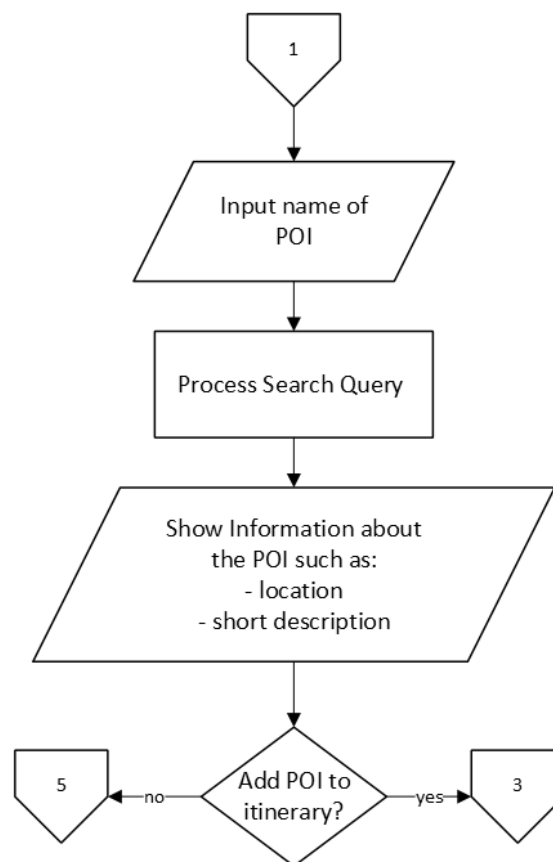 1
Input name of
POI
Process Search Query
Show Information about
the POI such as:
- location
- short description
5
no
Add POI to
itinerary?
yes
3